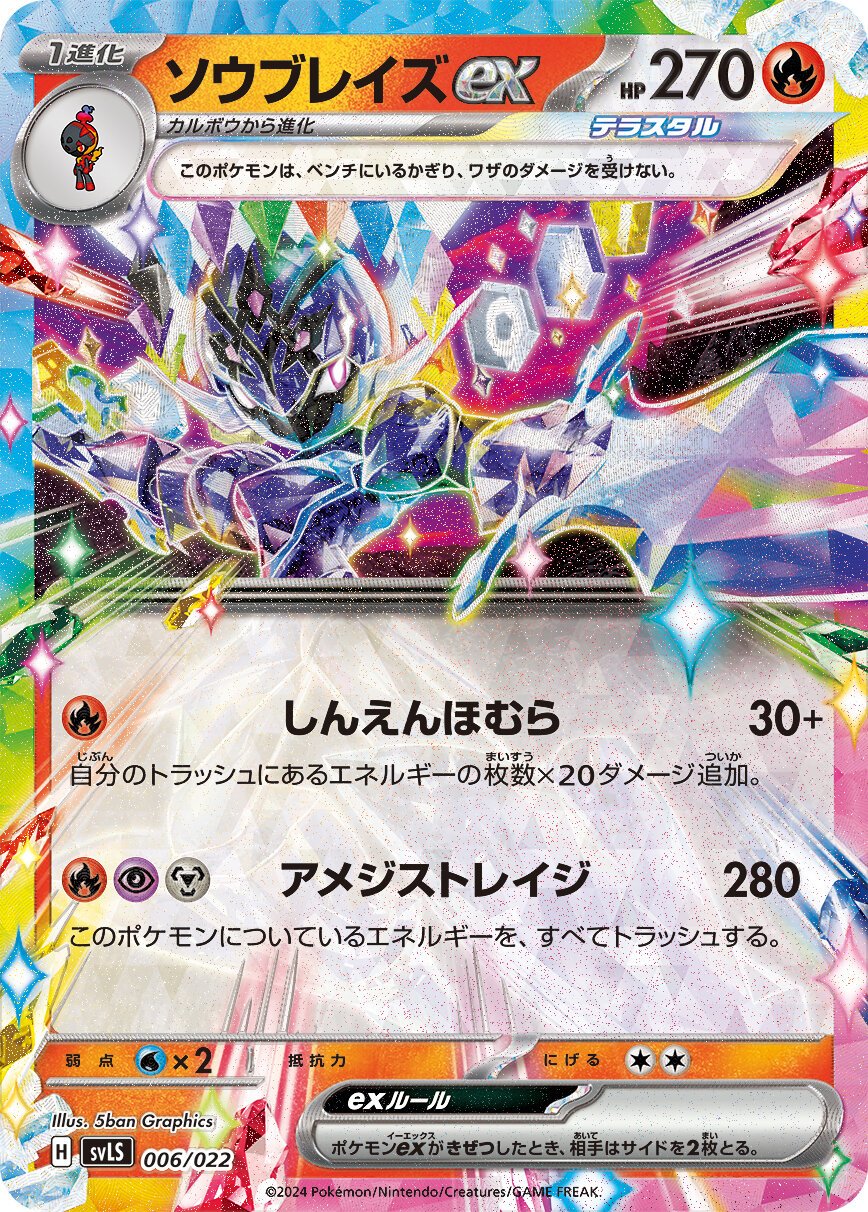 1進化
ソウブレイズex
HP270
カルボウから進化
テラスタル
このポケモンは、ベンチにいるかぎり、ワザのダメージを受けない。
しんえんほむら 30+
自分のトラッシュにあるエネルギーの枚数×20ダメージ追加。
アメジストレイジ 280
このポケモンについているエネルギーを、すべてトラッシュする。
弱点 ×2 抵抗力 にげる
exルール
ポケモンexがきぜつしたとき、相手はサイドを2枚とる。
Illus. 5ban Graphics
H svLS 006/022
©2024 Pokémon/Nintendo/Creatures/GAME FREAK.